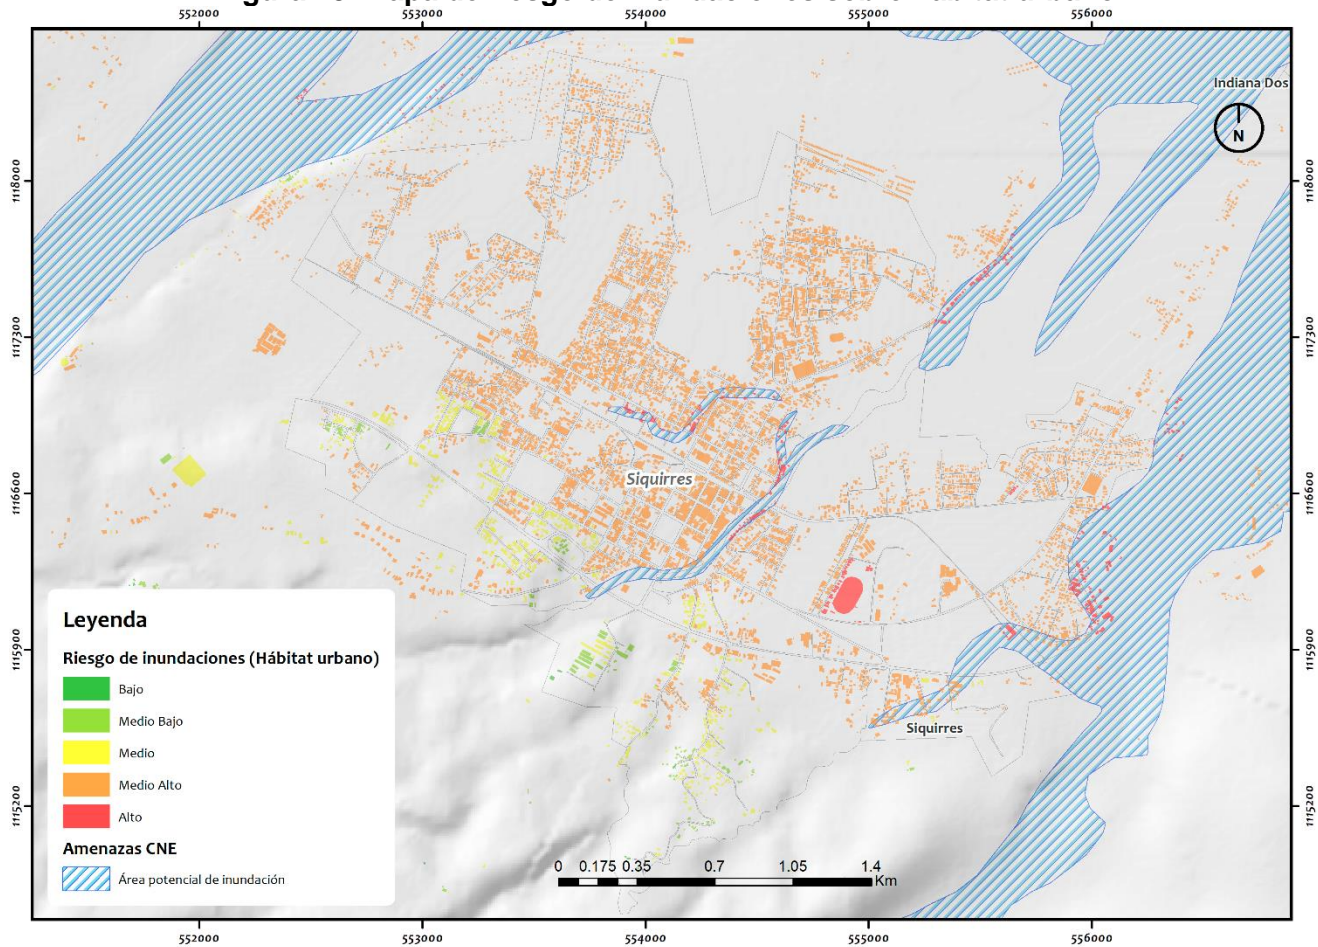 552000 553000 554000 555000 556000
Indiana Dos
N
1118000 1118000
1117300 1117300
1116600 1116600
Siquirres
1115900 1115900
Siquirres
1115200 1115200
Leyenda
Riesgo de inundaciones (Hábitat urbano)
Bajo
Medio Bajo
Medio
Medio Alto
Alto
Amenazas CNE
Área potencial de inundación
0 0.175 0.35 0.7 1.05 1.4
Km
552000 553000 554000 555000 556000